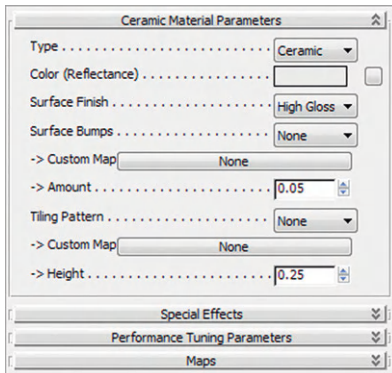 Ceramic Material Parameters
Type . . . . . . . . . . . . . . . . . . . . . . . . . . . Ceramic
Color (Reflectance) . . . . . . . . . . . . . . .
Surface Finish . . . . . . . . . . . . . . . . . . . . High Gloss
Surface Bumps . . . . . . . . . . . . . . . . . . . None
-> Custom Map None
-> Amount . . . . . . . . . . . . . . . . . . . . . . 0.05
Tiling Pattern . . . . . . . . . . . . . . . . . . . . None
-> Custom Map None
-> Height . . . . . . . . . . . . . . . . . . . . . . . 0.25
Special Effects
Performance Tuning Parameters
Maps